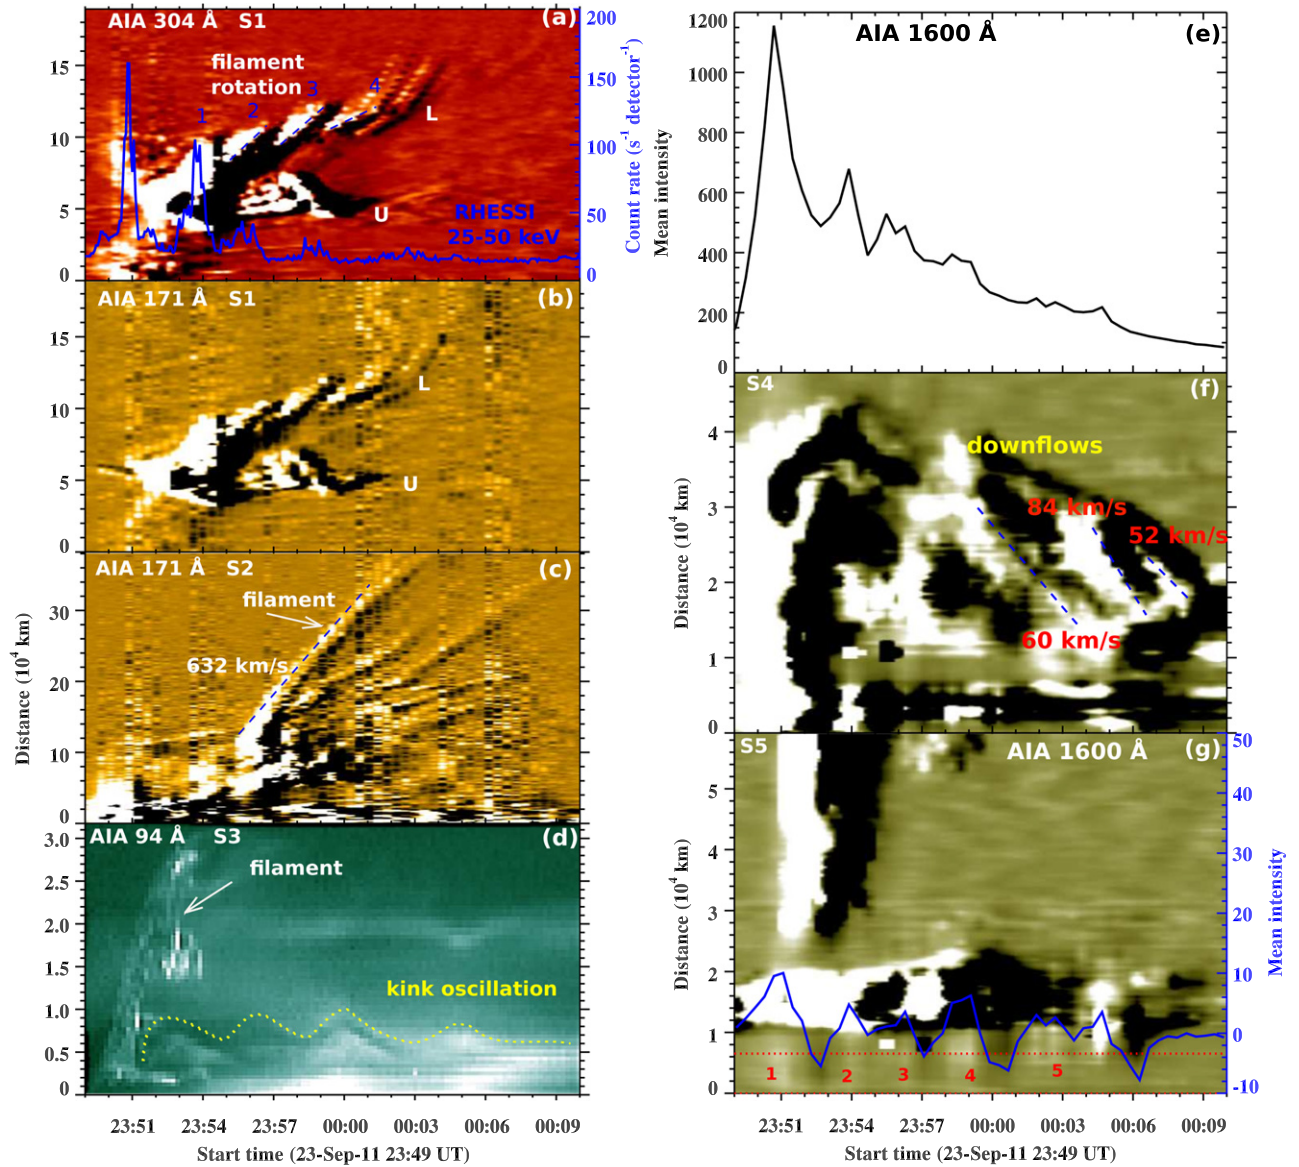 AIA 304 Å S1
(a)
200
filament
rotation
1
2
3
4
L
U
RHESSI
25-50 keV
15
10
5
0
150
100
50
0
Count rate (s⁻¹ detector⁻¹)
AIA 171 Å S1
(b)
L
U
15
10
5
0
AIA 171 Å S2
(c)
filament
632 km/s
30
20
10
0
Distance (10⁴ km)
AIA 94 Å S3
(d)
filament
kink oscillation
3.0
2.5
2.0
1.5
1.0
0.5
0
23:51 23:54 23:57 00:00 00:03 00:06 00:09
Start time (23-Sep-11 23:49 UT)
AIA 1600 Å
(e)
1200
1000
800
600
400
200
0
Mean intensity
S4
(f)
downflows
84 km/s
52 km/s
60 km/s
4
3
2
1
0
Distance (10⁴ km)
S5
AIA 1600 Å
(g)
5
4
3
2
1
0
Distance (10⁴ km)
50
40
30
20
10
0
-10
Mean intensity
1
2
3
4
5
23:51 23:54 23:57 00:00 00:03 00:06 00:09
Start time (23-Sep-11 23:49 UT)